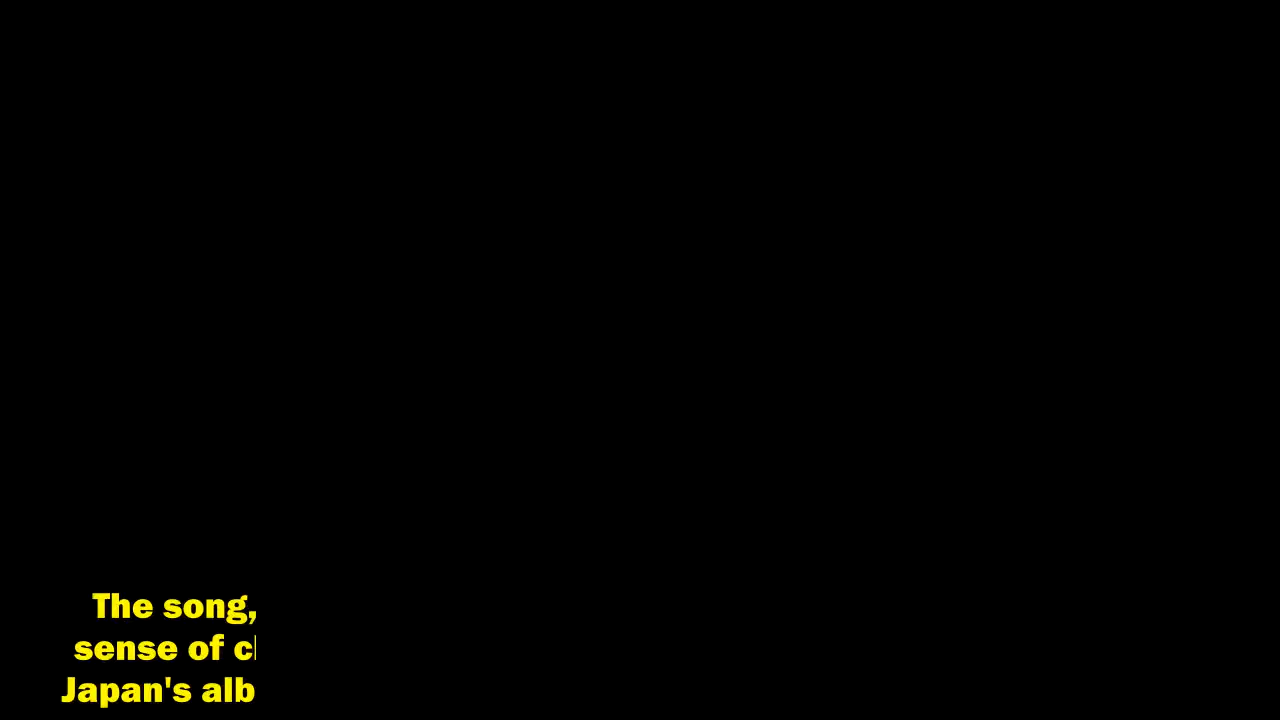 The song,
sense of
Japan's